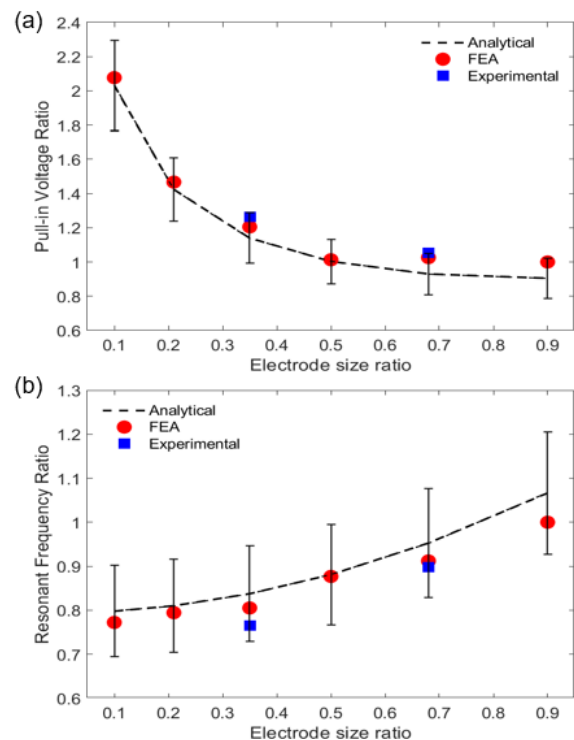 (a)
2.4
2.2
2
1.8
1.6
1.4
1.2
1
0.8
0.6
Pull-in Voltage Ratio
Analytical
FEA
Experimental
0.1 0.2 0.3 0.4 0.5 0.6 0.7 0.8 0.9
Electrode size ratio
(b)
1.3
1.2
1.1
1
0.9
0.8
0.7
0.6
Resonant Frequency Ratio
Analytical
FEA
Experimental
0.1 0.2 0.3 0.4 0.5 0.6 0.7 0.8 0.9
Electrode size ratio